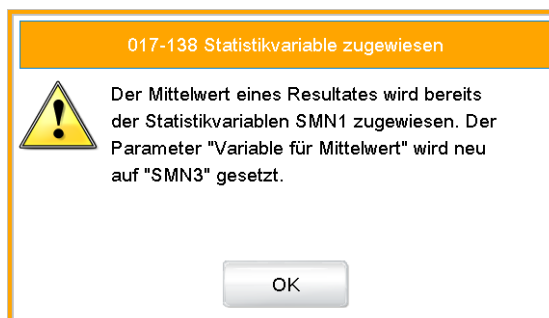 017-138 Statistikvariable zugewiesen
Der Mittelwert eines Resultates wird bereits
der Statistikvariablen SMN1 zugewiesen. Der
Parameter "Variable für Mittelwert" wird neu
auf "SMN3" gesetzt.
OK